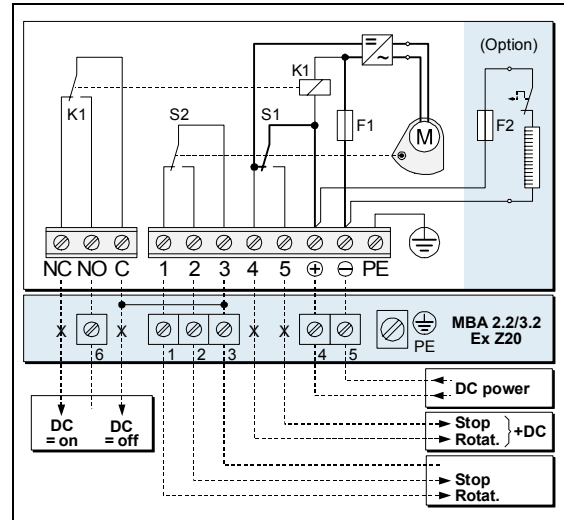 (Option)
K1
K1
S2
S1
F1
M
F2
NC NO C 1 2 3 4 5 + − PE
x x x x
6 1 2 3 4 5
PE
MBA 2.2/3.2
Ex Z20
DC power
DC
= on
DC
= off
Stop
Rotat.
+DC
Stop
Rotat.